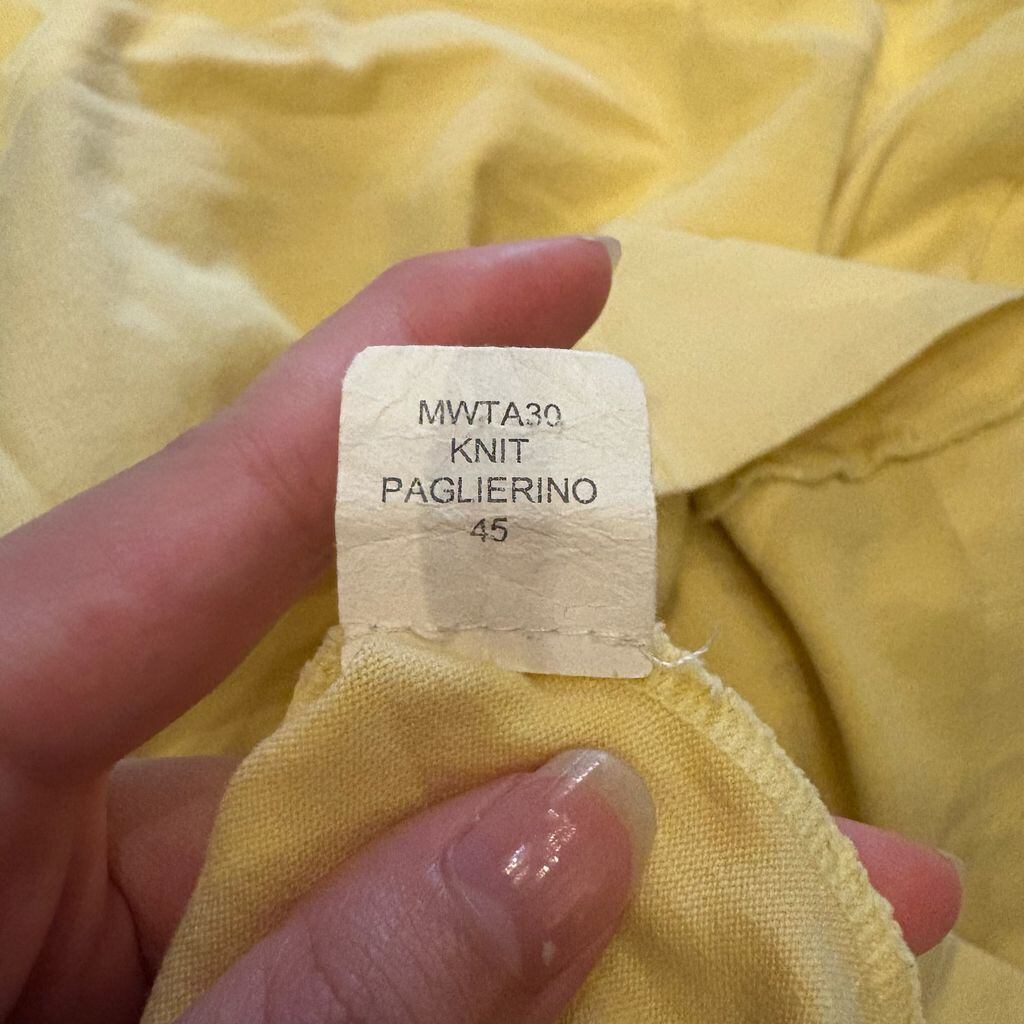 MWTA30
KNIT
PAGLIERINO
45